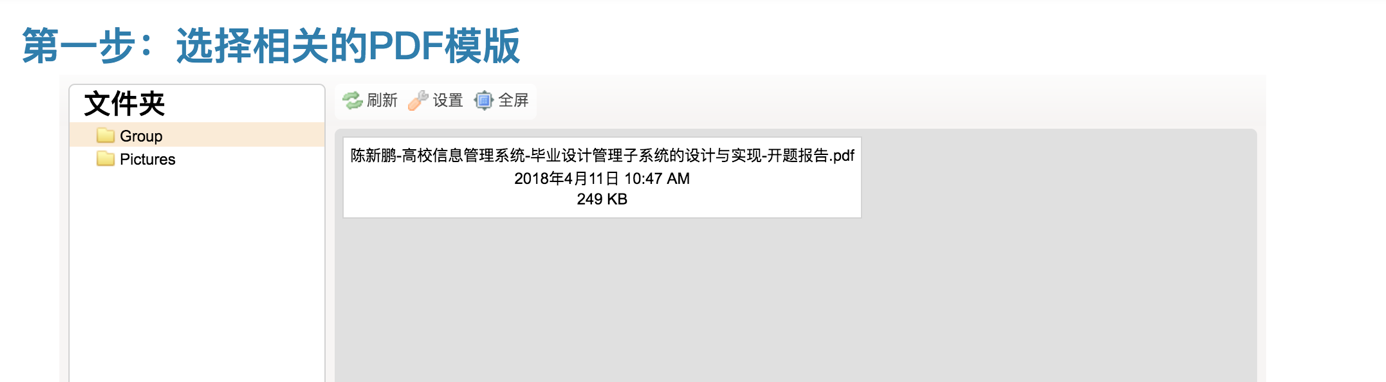 第一步：选择相关的PDF模版
文件夹
Group
Pictures
刷新 设置 全屏
陈新鹏-高校信息管理系统-毕业设计管理子系统的设计与实现-开题报告.pdf
2018年4月11日 10:47 AM
249 KB